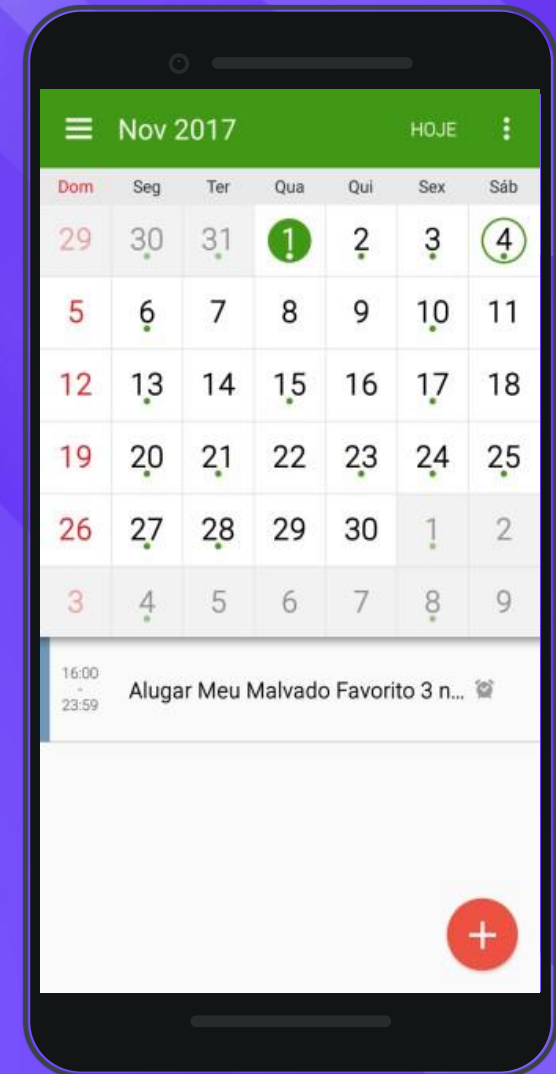 Nov 2017 HOJE
Dom Seg Ter Qua Qui Sex Sáb
29 30 31 1 2 3 4
5 6 7 8 9 10 11
12 13 14 15 16 17 18
19 20 21 22 23 24 25
26 27 28 29 30 1 2
3 4 5 6 7 8 9
16:00
-
23:59
Alugar Meu Malvado Favorito 3 n...